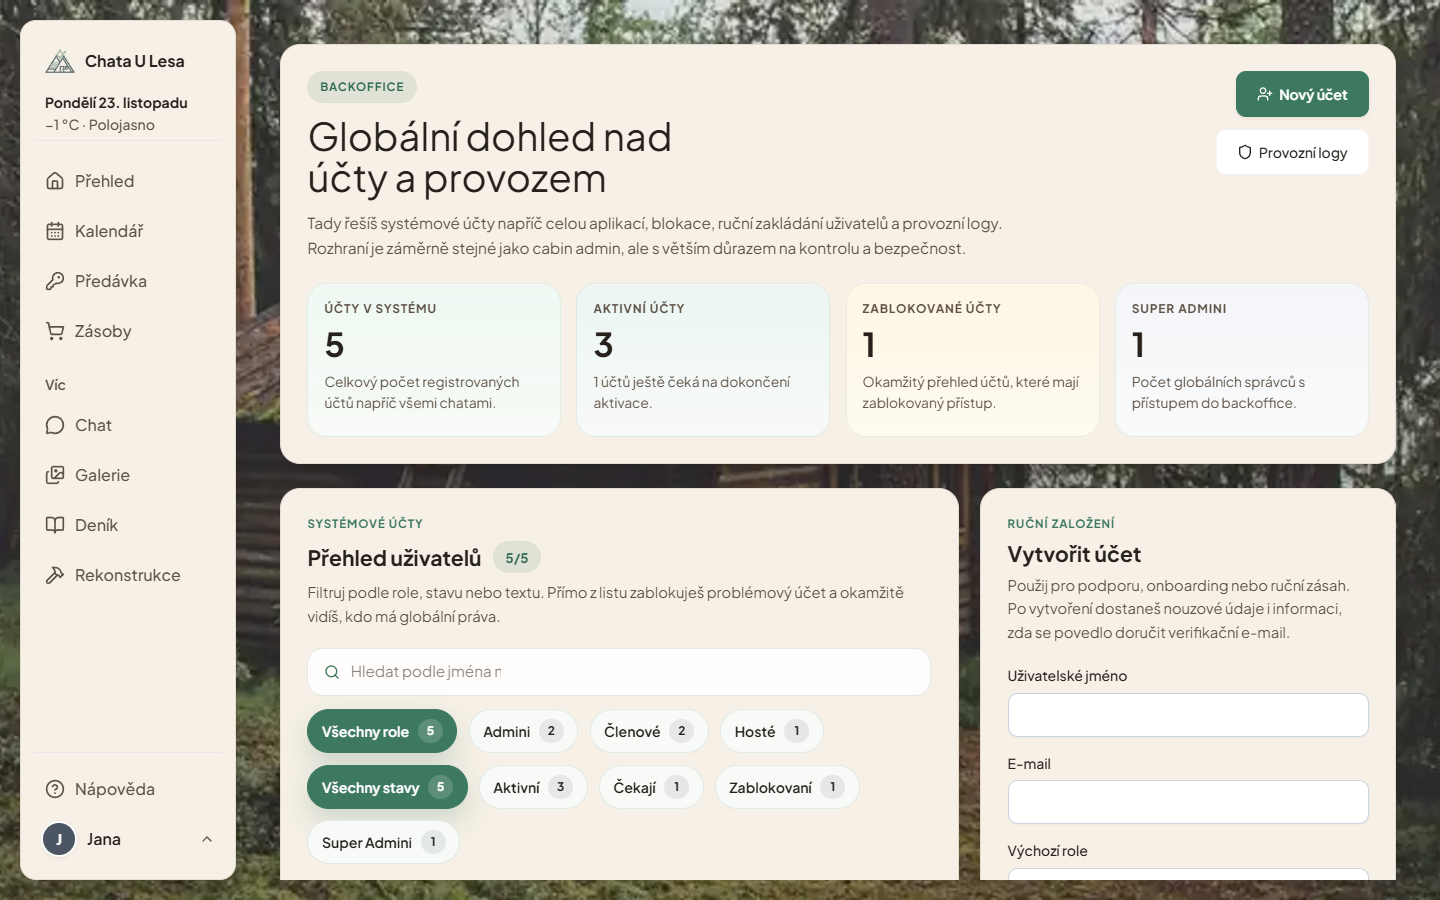 Chata U Lesa
Pondělí 23. listopadu
−1 °C · Polojasno
Přehled
Kalendář
Předávka
Zásoby
Víc
Chat
Galerie
Deník
Rekonstrukce
Nápověda
J
Jana
BACKOFFICE
Globální dohled nad
účty a provozem
Tady řešíš systémové účty napříč celou aplikací, blokace, ruční zakládání uživatelů a provozní logy.
Rozhraní je záměrně stejné jako cabin admin, ale s větším důrazem na kontrolu a bezpečnost.
Nový účet
Provozní logy
ÚČTY V SYSTÉMU
5
Celkový počet registrovaných
účtů napříč všemi chatami.
AKTIVNÍ ÚČTY
3
1 účtů ještě čeká na dokončení
aktivace.
ZABLOKOVANÉ ÚČTY
1
Okamžitý přehled účtů, které mají
zablokovaný přístup.
SUPER ADMINI
1
Počet globálních správců s
přístupem do backoffice.
SYSTÉMOVÉ ÚČTY
Přehled uživatelů 5/5
Filtruj podle role, stavu nebo textu. Přímo z listu zablokuješ problémový účet a okamžitě
vidíš, kdo má globální práva.
Hledat podle jména n
Všechny role 5 Admini 2 Členové 2 Hosté 1
Všechny stavy 5 Aktivní 3 Čekají 1 Zablokovaní 1
Super Admini 1
RUČNÍ ZALOŽENÍ
Vytvořit účet
Použij pro podporu, onboarding nebo ruční zásah.
Po vytvoření dostaneš nouzové údaje i informaci,
zda se povedlo doručit verifikační e-mail.
Uživatelské jméno
E-mail
Výchozí role